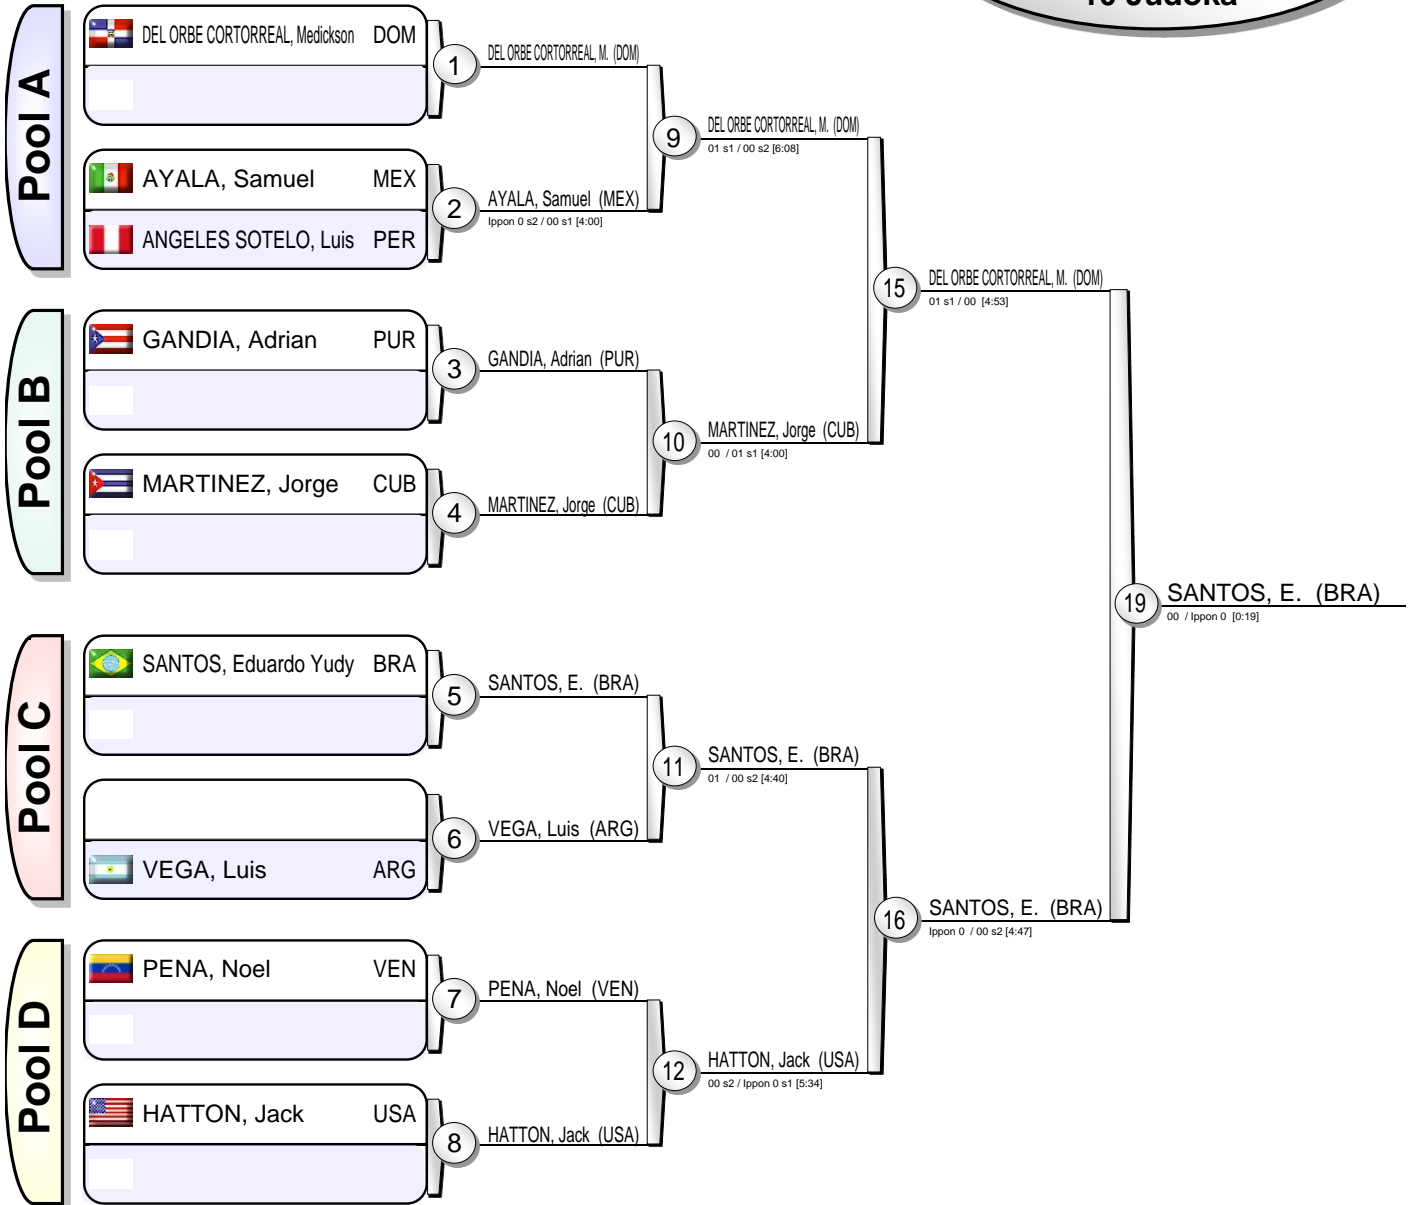 10 Judoka
Pool A
DEL ORBE CORTORREAL, Medickson DOM
1
DEL ORBE CORTORREAL, M. (DOM)
9
DEL ORBE CORTORREAL, M. (DOM)
01 s1 / 00 s2 [6:08]
AYALA, Samuel MEX
2
AYALA, Samuel (MEX)
Ippon 0 s2 / 00 s1 [4:00]
ANGELES SOTELO, Luis PER
15
DEL ORBE CORTORREAL, M. (DOM)
01 s1 / 00 [4:53]
Pool B
GANDIA, Adrian PUR
3
GANDIA, Adrian (PUR)
10
MARTINEZ, Jorge (CUB)
00 / 01 s1 [4:00]
MARTINEZ, Jorge CUB
4
MARTINEZ, Jorge (CUB)
19
SANTOS, E. (BRA)
00 / Ippon 0 [0:19]
Pool C
SANTOS, Eduardo Yudy BRA
5
SANTOS, E. (BRA)
11
SANTOS, E. (BRA)
01 / 00 s2 [4:40]
6
VEGA, Luis (ARG)
VEGA, Luis ARG
16
SANTOS, E. (BRA)
Ippon 0 / 00 s2 [4:47]
Pool D
PENA, Noel VEN
7
PENA, Noel (VEN)
12
HATTON, Jack (USA)
00 s2 / Ippon 0 s1 [5:34]
HATTON, Jack USA
8
HATTON, Jack (USA)